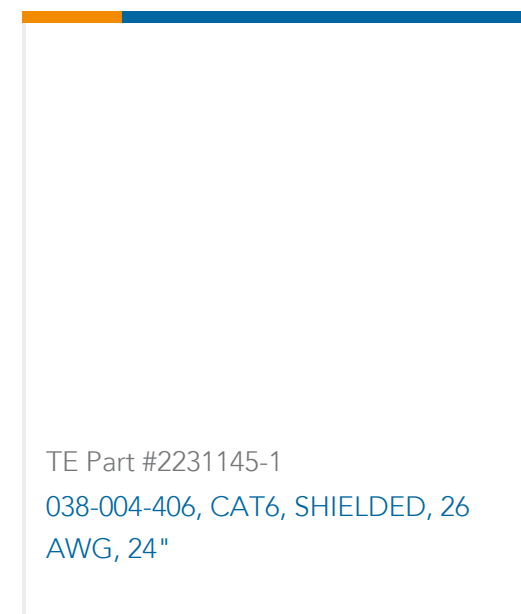 TE Part #2231145-1
038-004-406, CAT6, SHIELDED, 26
AWG, 24"